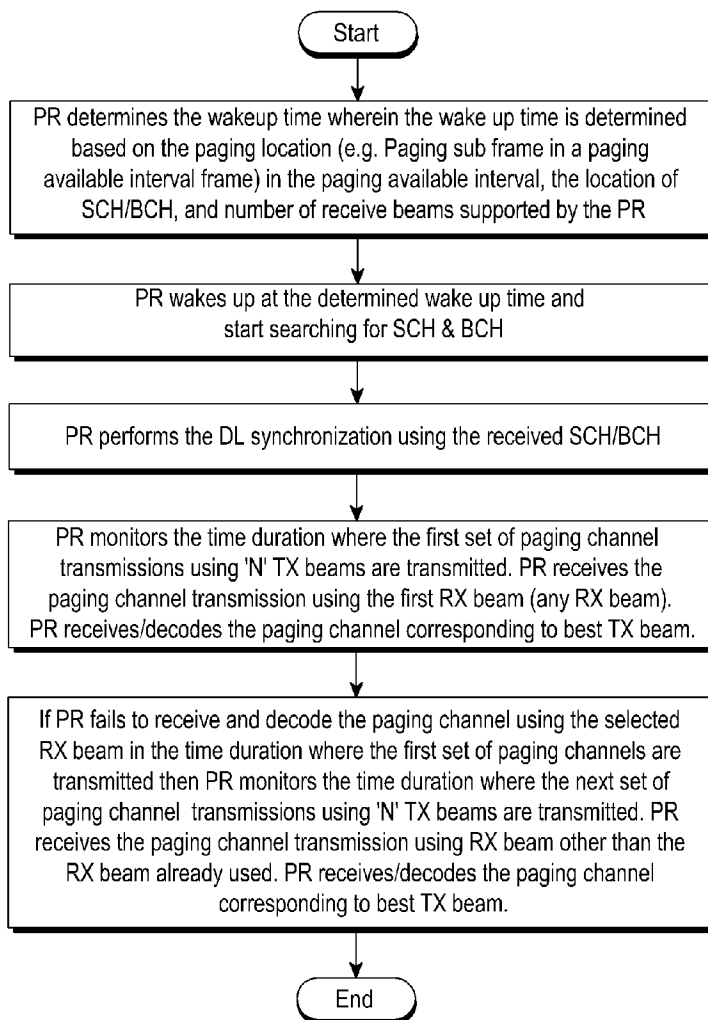 Start
PR determines the wakeup time wherein the wake up time is determined
based on the paging location (e.g. Paging sub frame in a paging
available interval frame) in the paging available interval, the location of
SCH/BCH, and number of receive beams supported by the PR
PR wakes up at the determined wake up time and
start searching for SCH & BCH
PR performs the DL synchronization using the received SCH/BCH
PR monitors the time duration where the first set of paging channel
transmissions using 'N' TX beams are transmitted. PR receives the
paging channel transmission using the first RX beam (any RX beam).
PR receives/decodes the paging channel corresponding to best TX beam.
If PR fails to receive and decode the paging channel using the selected
RX beam in the time duration where the first set of paging channels are
transmitted then PR monitors the time duration where the next set of
paging channel transmissions using 'N' TX beams are transmitted. PR
receives the paging channel transmission using RX beam other than the
RX beam already used. PR receives/decodes the paging channel
corresponding to best TX beam.
End